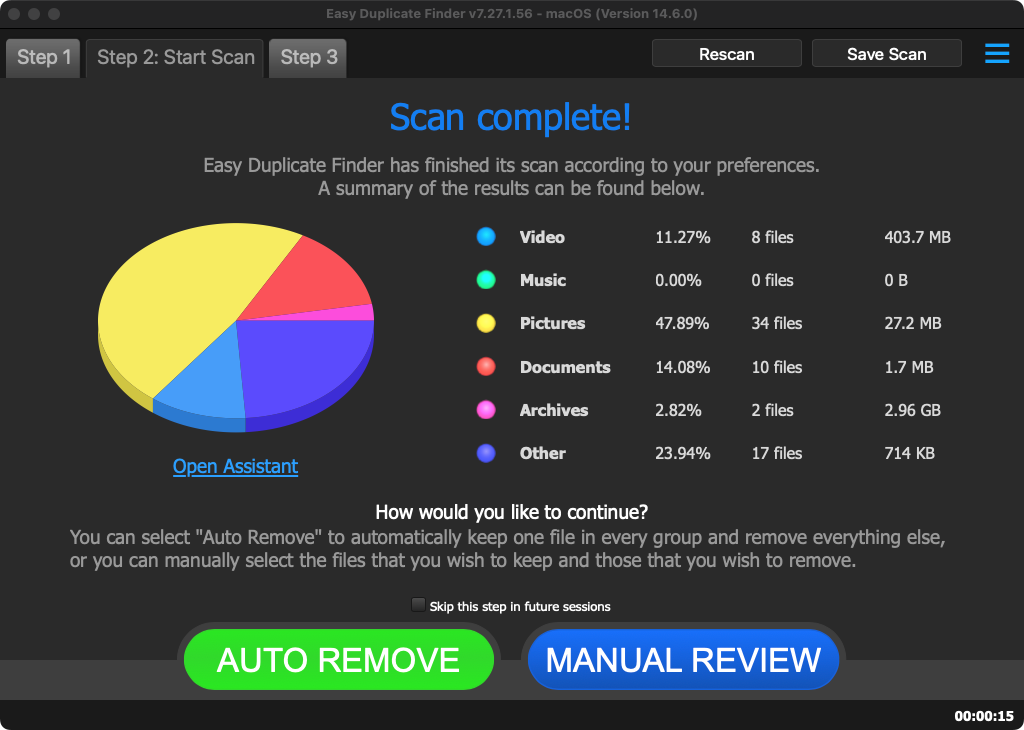 Easy Duplicate Finder v7.27.1.56 - macOS (Version 14.6.0)
Step 1
Step 2: Start Scan
Step 3
Rescan
Save Scan
Scan complete!
Easy Duplicate Finder has finished its scan according to your preferences.
A summary of the results can be found below.
Video 11.27% 8 files 403.7 MB
Music 0.00% 0 files 0 B
Pictures 47.89% 34 files 27.2 MB
Documents 14.08% 10 files 1.7 MB
Archives 2.82% 2 files 2.96 GB
Other 23.94% 17 files 714 KB
Open Assistant
How would you like to continue?
You can select "Auto Remove" to automatically keep one file in every group and remove everything else,
or you can manually select the files that you wish to keep and those that you wish to remove.
Skip this step in future sessions
AUTO REMOVE
MANUAL REVIEW
00:00:15